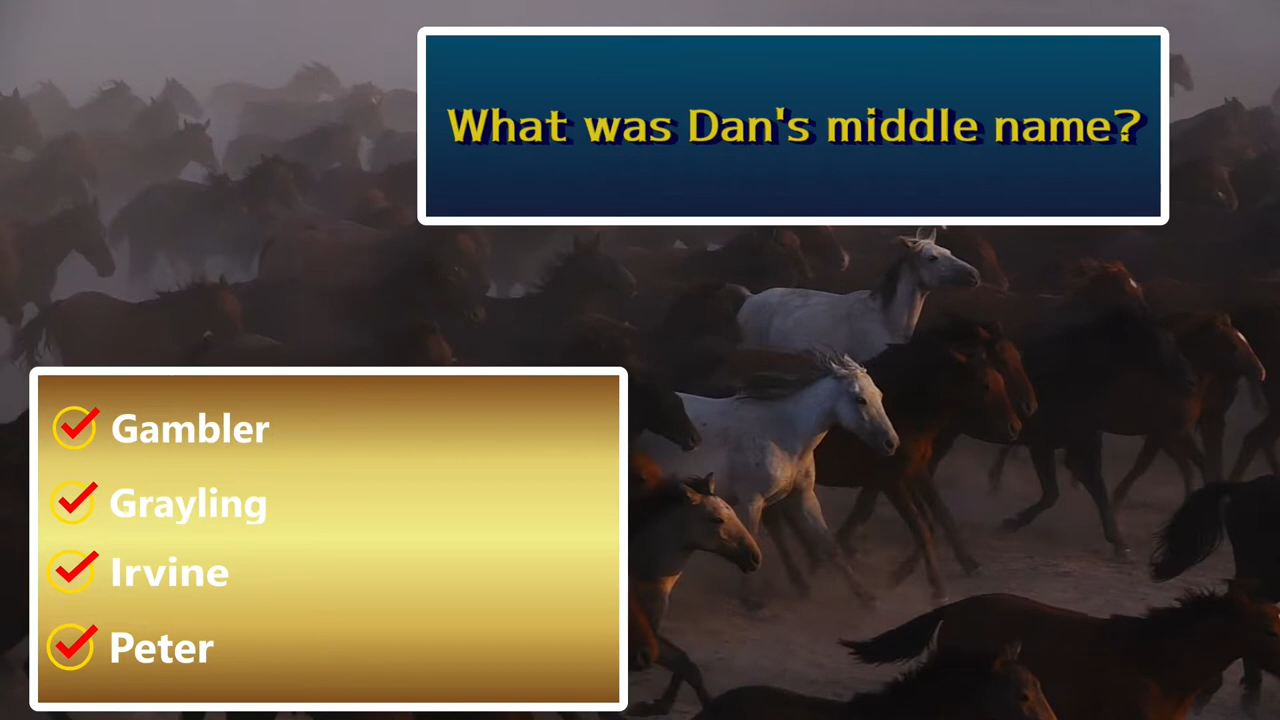 What was Dan's middle name?
Gambler
Grayling
Irvine
Peter